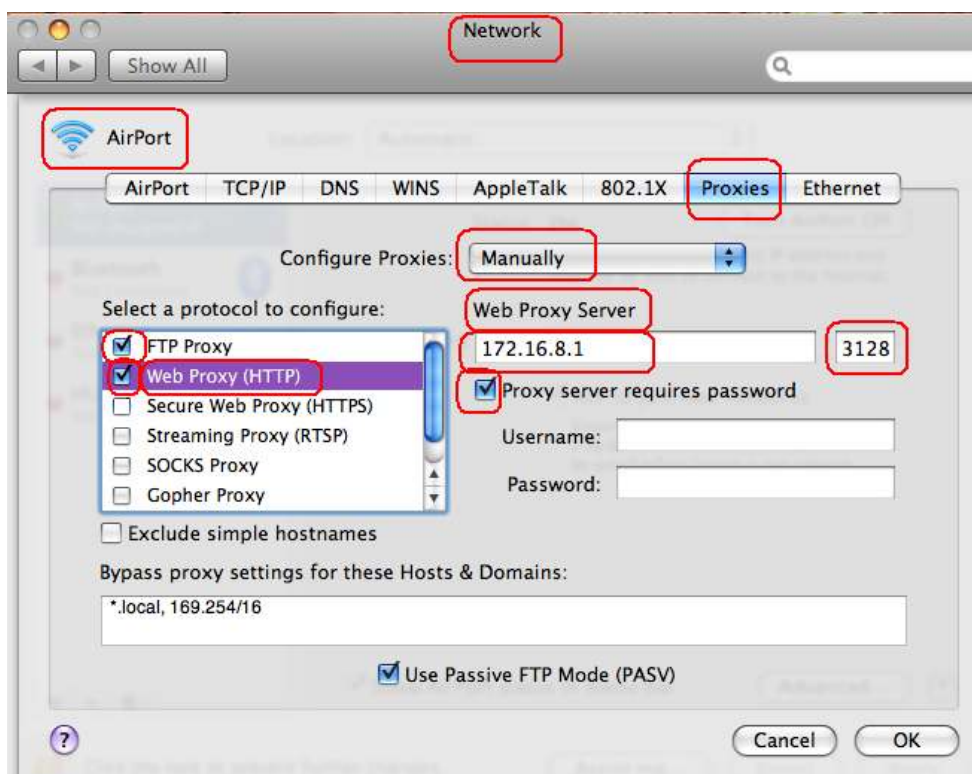 Network
Show All
AirPort
AirPort TCP/IP DNS WINS AppleTalk 802.1X Proxies Ethernet
Configure Proxies: Manually
Select a protocol to configure:
Web Proxy Server
FTP Proxy
172.16.8.1 3128
Web Proxy (HTTP)
Proxy server requires password
Secure Web Proxy (HTTPS)
Streaming Proxy (RTSP)
Username:
SOCKS Proxy
Password:
Gopher Proxy
Exclude simple hostnames
Bypass proxy settings for these Hosts & Domains:
*.local, 169.254/16
Use Passive FTP Mode (PASV)
? Cancel OK